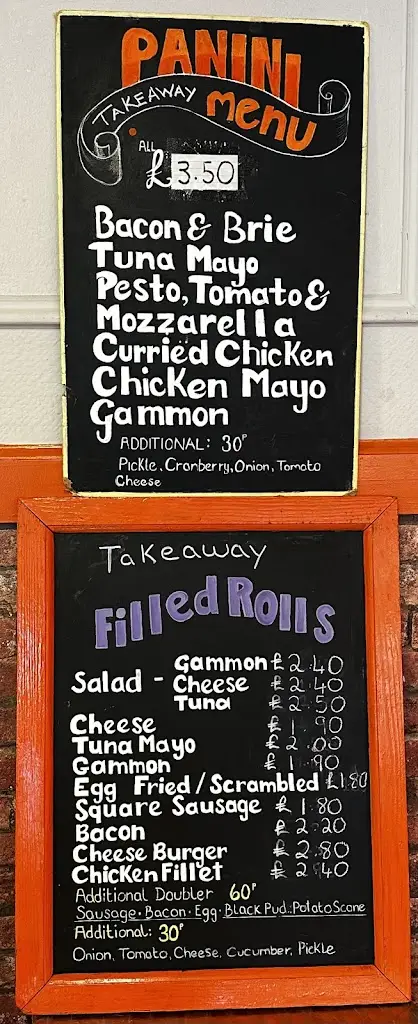 PANINI
TAKEAWAY menu
ALL
£3.50
Bacon & Brie
Tuna Mayo
Pesto, Tomato &
Mozzarella
Curried Chicken
Chicken Mayo
Gammon
ADDITIONAL: 30P
Pickle, Cranberry, Onion, Tomato
Cheese
Takeaway
Filled Rolls
Gammon £2.40
Salad - Cheese £2.40
Tuna £2.50
Cheese £1.90
Tuna Mayo £2.00
Gammon £1.90
Egg Fried/Scrambled £1.80
Square Sausage £1.80
Bacon £2.20
Cheese Burger £2.80
Chicken Fillet £2.40
Additional Doubler 60P
Sausage · Bacon · Egg · Black Pud.: Potato Scone
Additional: 30P
Onion, Tomato, Cheese, Cucumber, Pickle